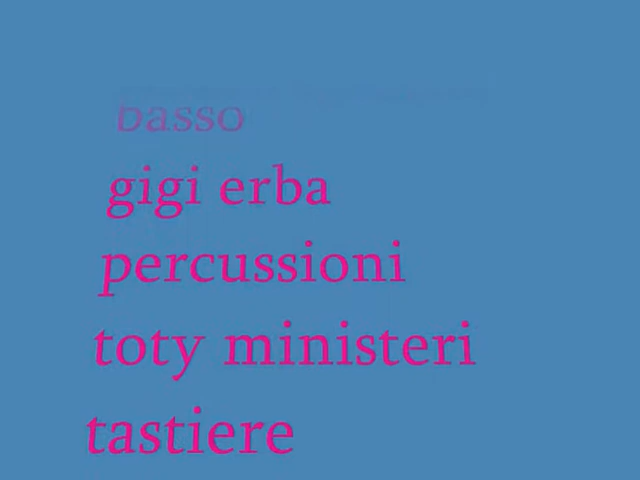 basso
gigi erba
percussioni
toty ministeri
tastiere